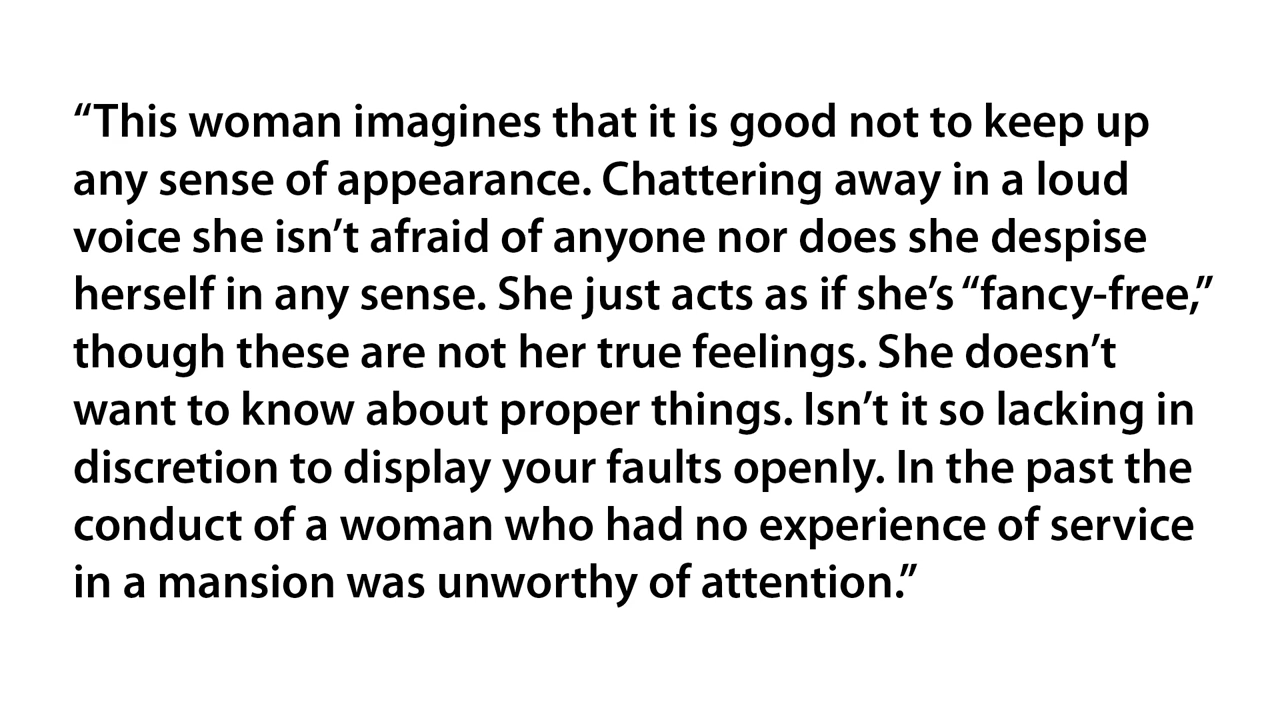 “This woman imagines that it is good not to keep up
any sense of appearance. Chattering away in a loud
voice she isn’t afraid of anyone nor does she despise
herself in any sense. She just acts as if she’s “fancy-free,”
though these are not her true feelings. She doesn’t
want to know about proper things. Isn’t it so lacking in
discretion to display your faults openly. In the past the
conduct of a woman who had no experience of service
in a mansion was unworthy of attention.”